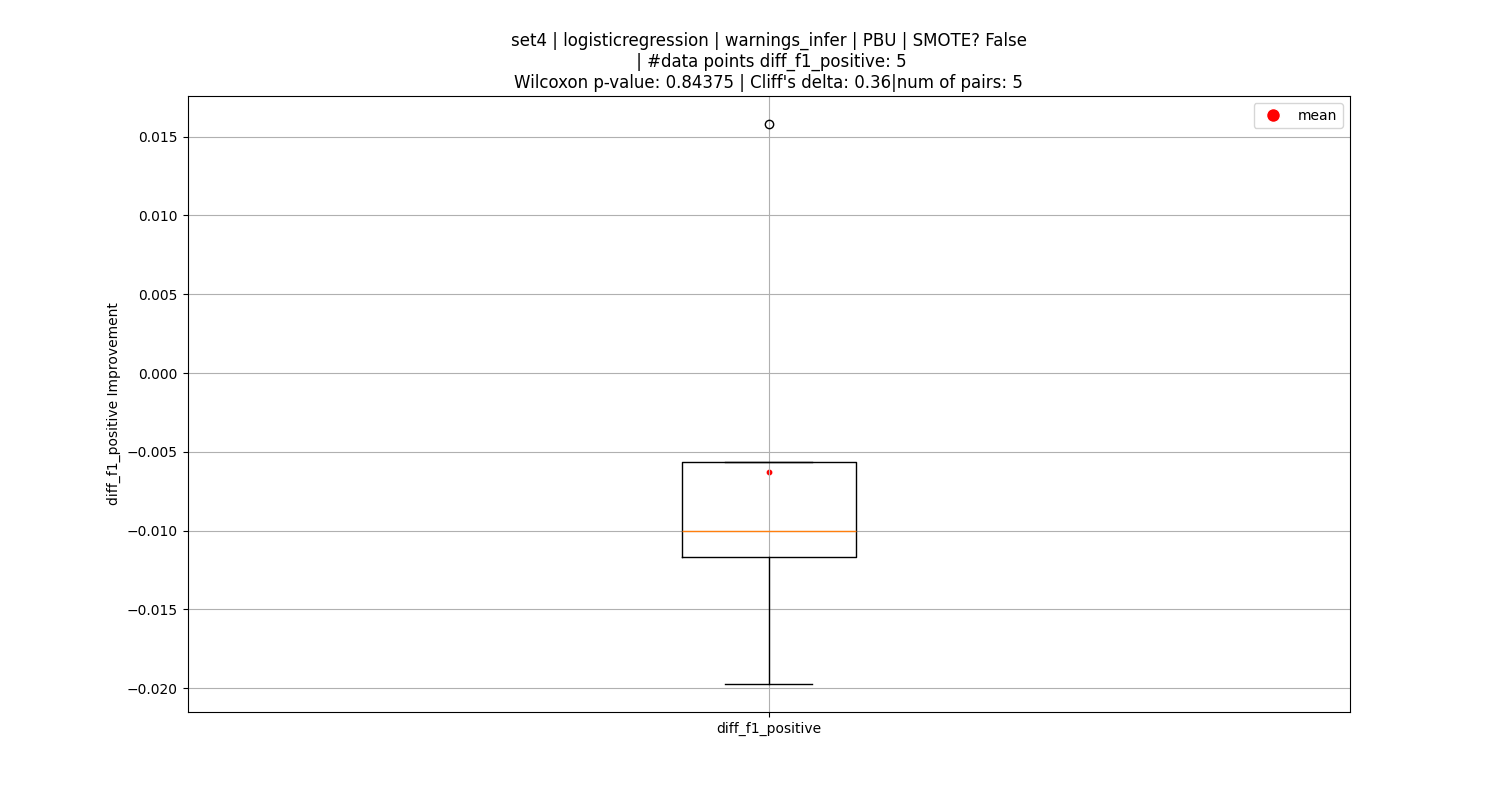 set4 | logisticregression | warnings_infer | PBU | SMOTE? False
| #data points diff_f1_positive: 5
Wilcoxon p-value: 0.84375 | Cliff's delta: 0.36|num of pairs: 5
mean
0.015
0.010
0.005
0.000
−0.005
−0.010
−0.015
−0.020
diff_f1_positive Improvement
diff_f1_positive